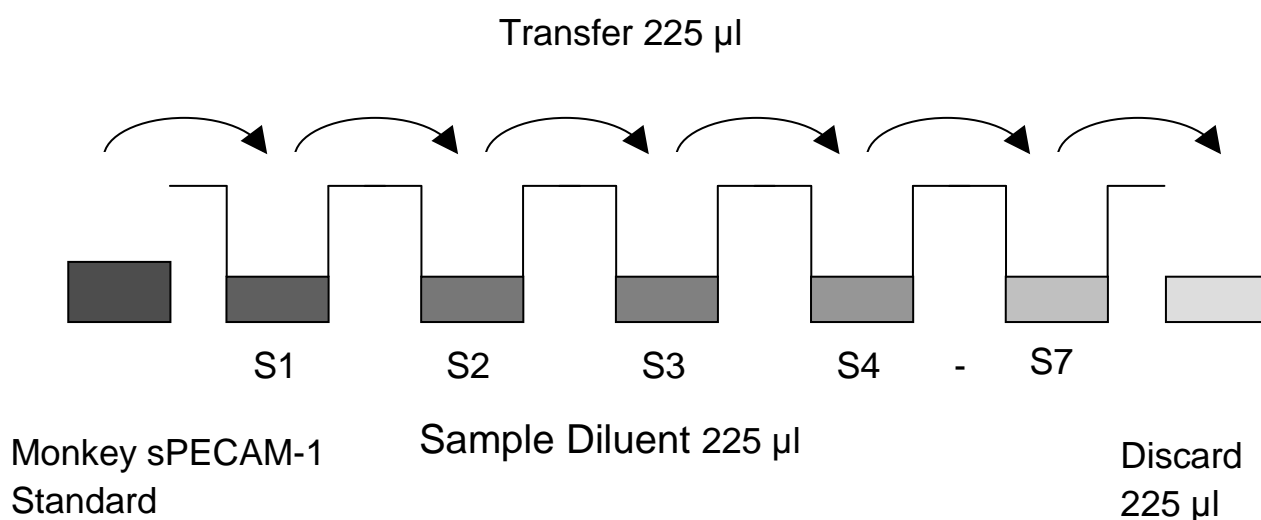 Transfer 225 µl
S1 S2 S3 S4 - S7
Monkey sPECAM-1
Standard
Sample Diluent 225 µl
Discard
225 µl